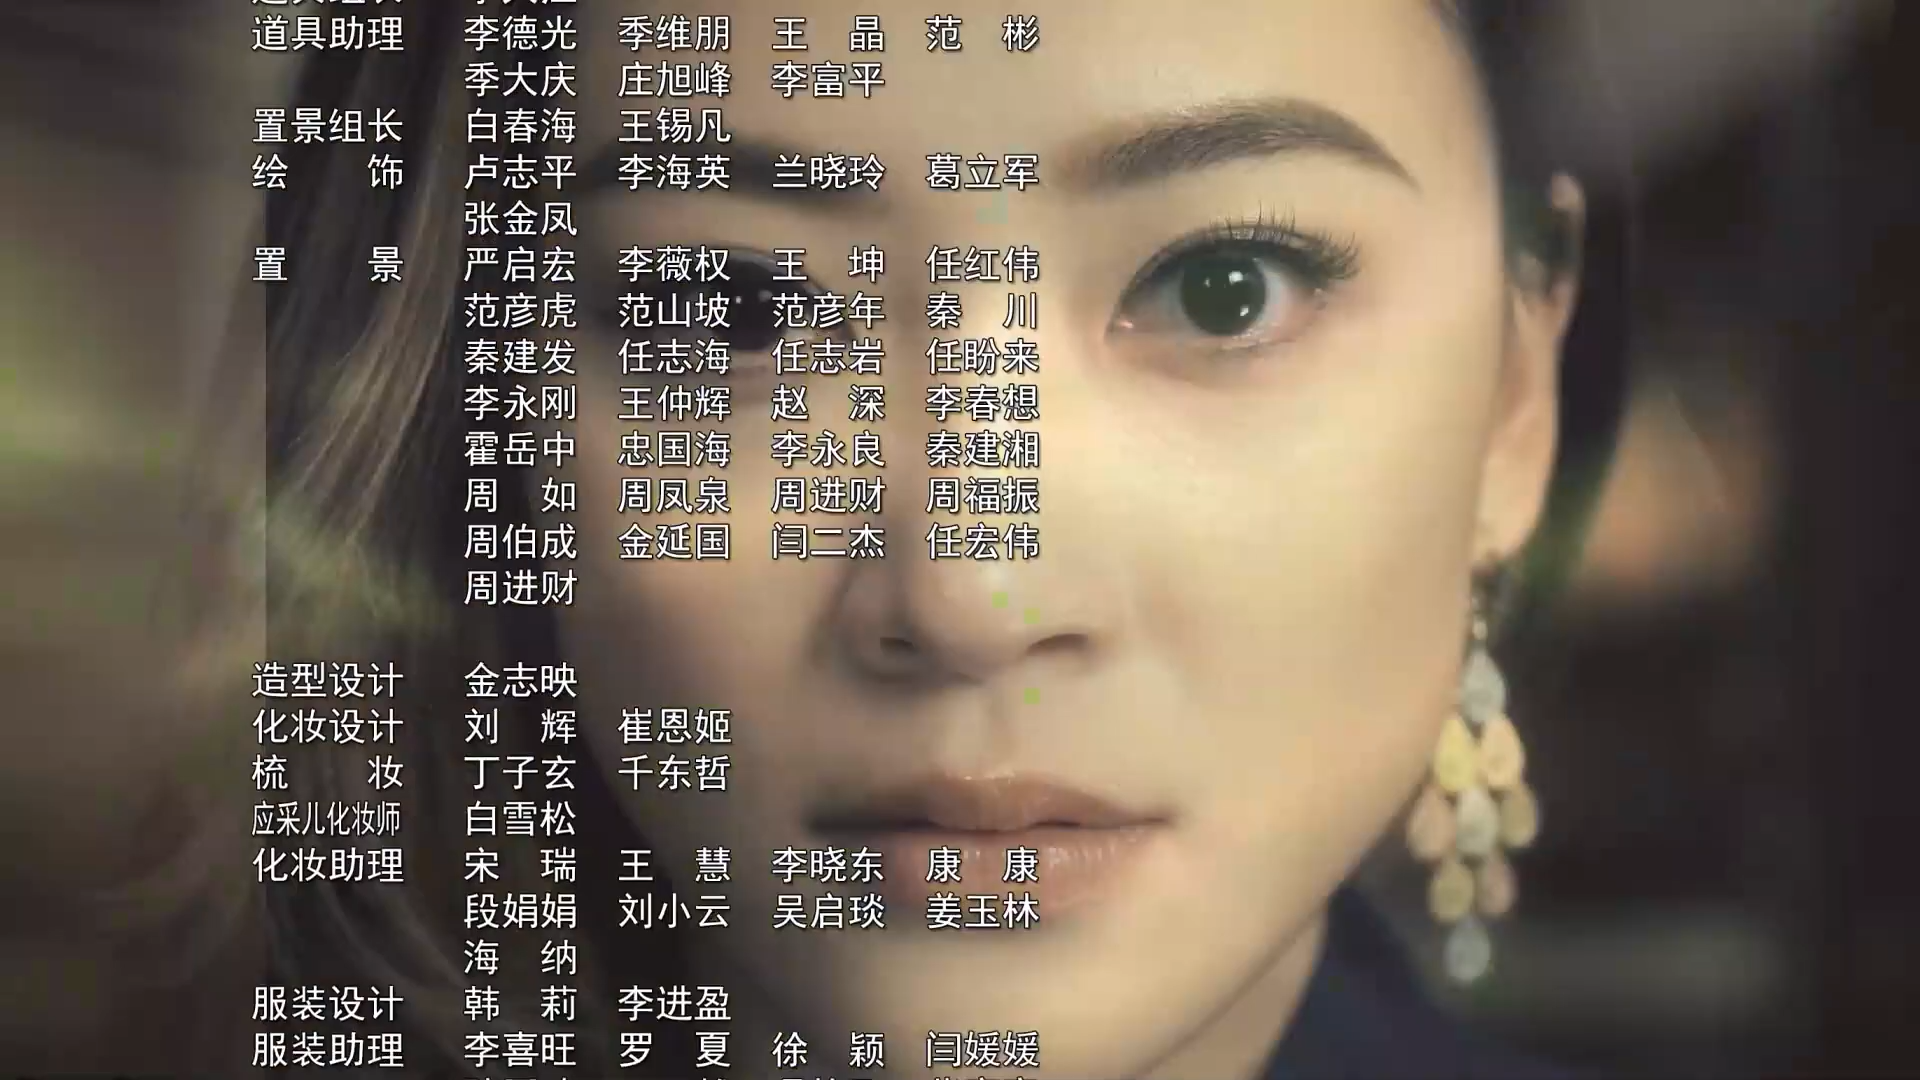 道具助理 李德光 季维朋 王 晶 范 彬
季大庆 庄旭峰 李富平
置景组长 白春海 王锡凡
绘 饰 卢志平 李海英 兰晓玲 葛立军
张金凤
置 景 严启宏 李薇权 王 坤 任红伟
范彦虎 范山坡 范彦年 秦 川
秦建发 任志海 任志岩 任盼来
李永刚 王仲辉 赵 深 李春想
霍岳中 忠国海 李永良 秦建湘
周 如 周凤泉 周进财 周福振
周伯成 金延国 闫二杰 任宏伟
周进财
造型设计 金志映
化妆设计 刘 辉 崔恩姬
梳 妆 丁子玄 千东哲
应采儿化妆师 白雪松
化妆助理 宋 瑞 王 慧 李晓东 康 康
段娟娟 刘小云 吴启琰 姜玉林
海 纳
服装设计 韩 莉 李进盈
服装助理 李喜旺 罗 夏 徐 颖 闫媛媛